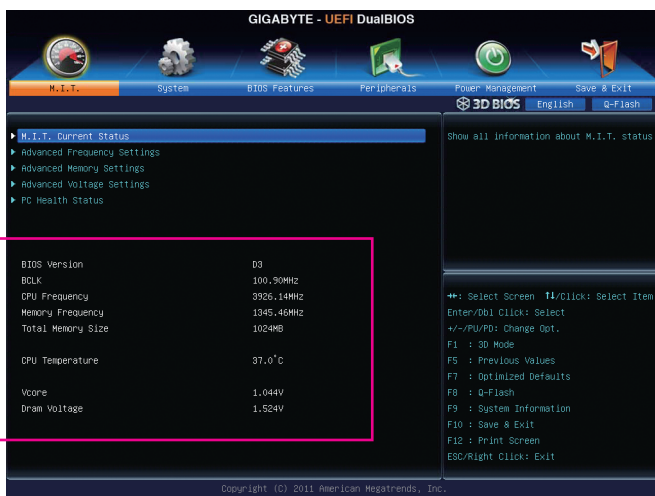 GIGABYTE - UEFI DualBIOS
M.I.T. System BIOS Features Peripherals Power Management Save & Exit
3D BIOS English Q-Flash
M.I.T. Current Status
Advanced Frequency Settings
Advanced Memory Settings
Advanced Voltage Settings
PC Health Status
BIOS Version D3
BCLK 100.90MHz
CPU Frequency 3926.14MHz
Memory Frequency 1345.46MHz
Total Memory Size 1024MB
CPU Temperature 37.0°C
Vcore 1.044V
Dram Voltage 1.524V
Show all information about M.I.T. status
→←: Select Screen ↑↓/Click: Select Item
Enter/Dbl Click: Select
+/-/PU/PD: Change Opt.
F1 : 3D Mode
F5 : Previous Values
F7 : Optimized Defaults
F8 : Q-Flash
F9 : System Information
F10 : Save & Exit
F12 : Print Screen
ESC/Right Click: Exit
Copyright (C) 2011 American Megatrends, Inc.